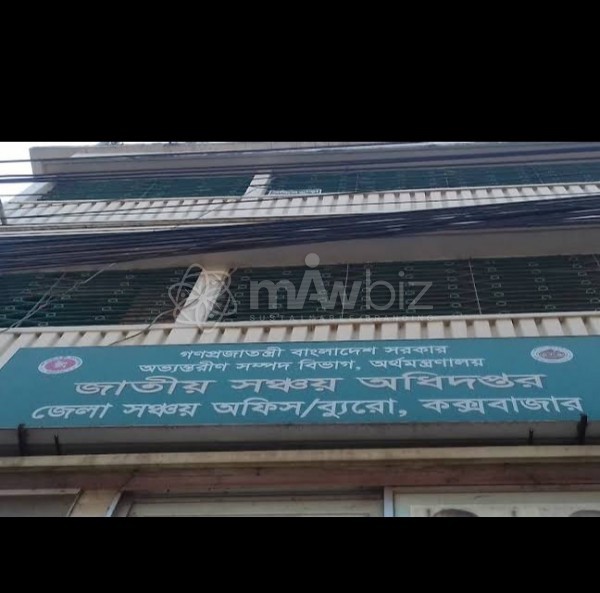 mAwbiz
গণপ্রজাতন্ত্রী বাংলাদেশ সরকার
অভ্যন্তরীণ সম্পদ বিভাগ, অর্থমন্ত্রণালয়
জাতীয় সঞ্চয় অধিদপ্তর
জেলা সঞ্চয় অফিস/ব্যুরো, কক্সবাজার